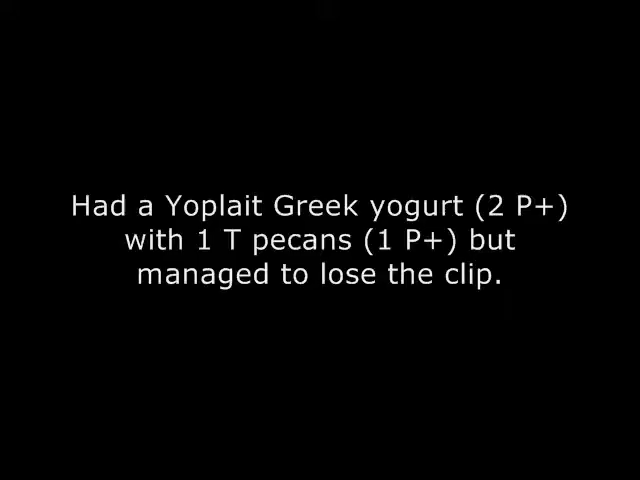 Had a Yoplait Greek yogurt (2 P+)
with 1 T pecans (1 P+) but
managed to lose the clip.